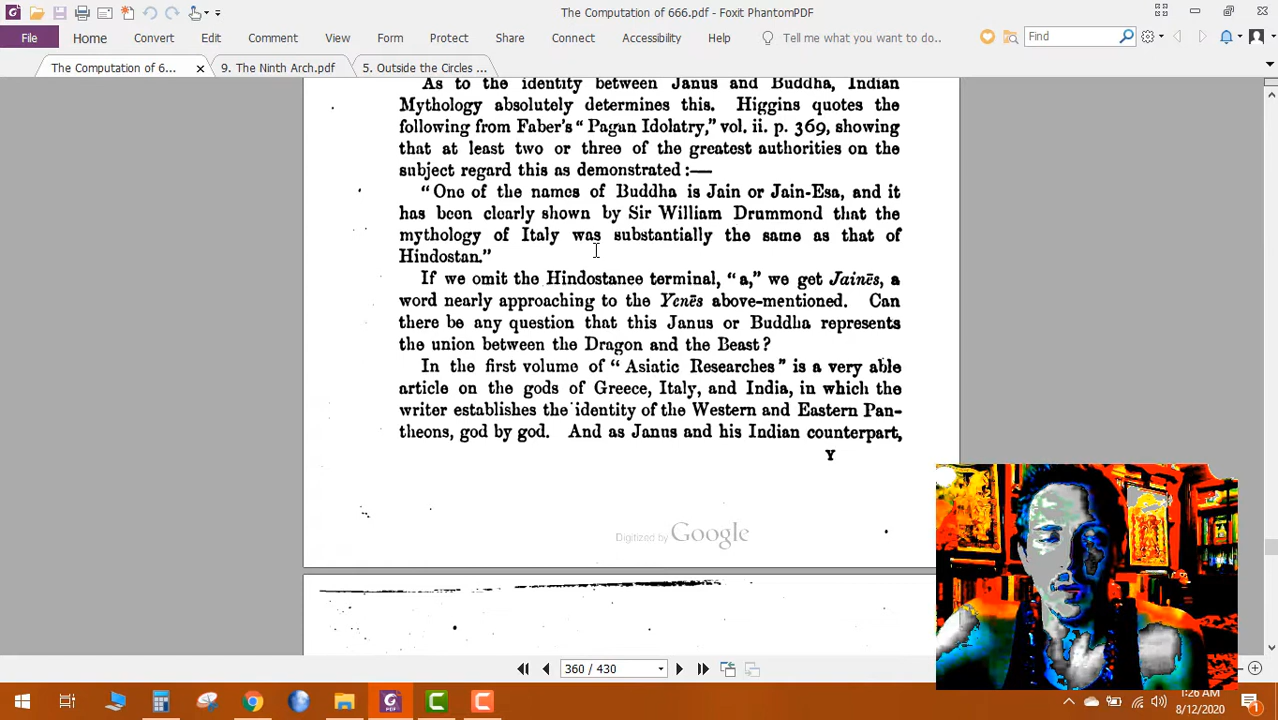 The Computation of 666.pdf - Foxit PhantomPDF
File Home Convert Edit Comment View Form Protect Share Connect Accessibility Help Tell me what you want to do.. Find
The Computation of 6... 9. The Ninth Arch.pdf 5. Outside the Circles ...
As to the identity between Janus and Buddha, Indian
Mythology absolutely determines this. Higgins quotes the
following from Faber's “ Pagan Idolatry,” vol. ii. p. 369, showing
that at least two or three of the greatest authorities on the
subject regard this as demonstrated :—
“One of the names of Buddha is Jain or Jain-Esa, and it
has been clearly shown by Sir William Drummond that the
mythology of Italy was substantially the same as that of
Hindostan.”
If we omit the Hindostanee terminal, “a,” we get Jainēs, a
word nearly approaching to the Yenēs above-mentioned. Can
there be any question that this Janus or Buddha represents
the union between the Dragon and the Beast?
In the first volume of “ Asiatic Researches ” is a very able
article on the gods of Greece, Italy, and India, in which the
writer establishes the identity of the Western and Eastern Pan-
theons, god by god. And as Janus and his Indian counterpart,
Y
Digitized by Google
360 / 430
1:26 AM
8/12/2020